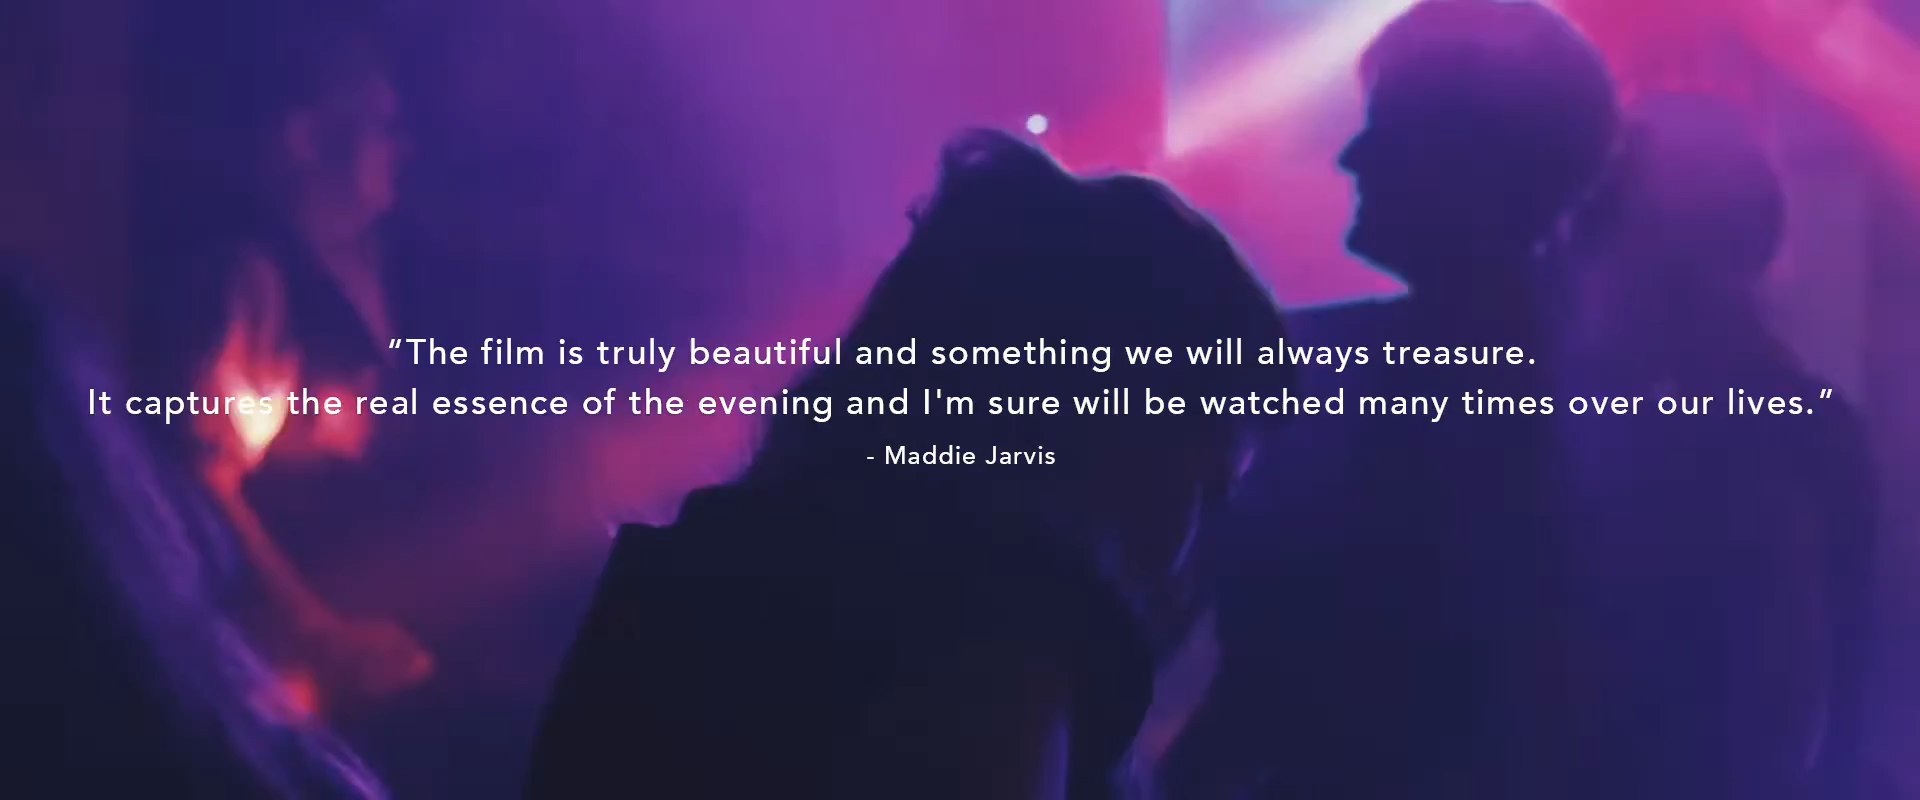 “The film is truly beautiful and something we will always treasure.
It captures the real essence of the evening and I'm sure will be watched many times over our lives.”
- Maddie Jarvis